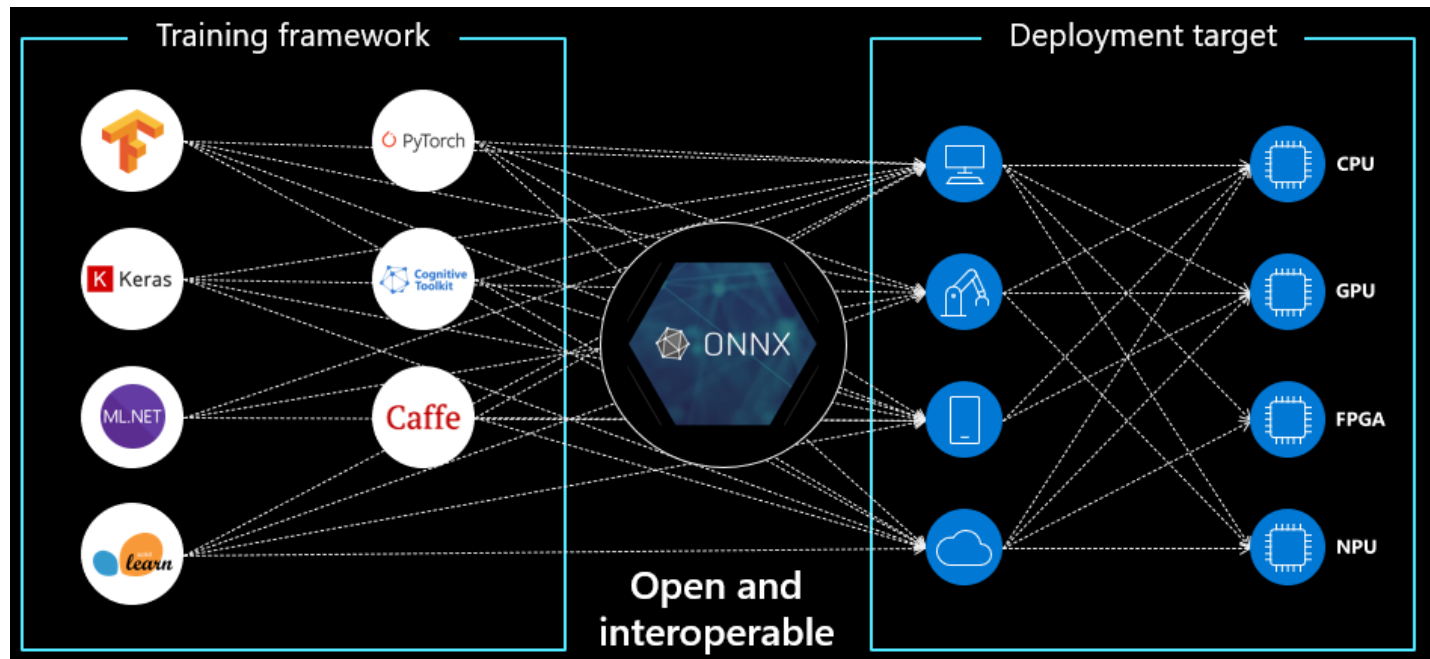 Training framework
Deployment target
PyTorch
K Keras
Cognitive
Toolkit
ML.NET
Caffe
scikit
learn
ONNX
CPU
GPU
FPGA
NPU
Open and
interoperable